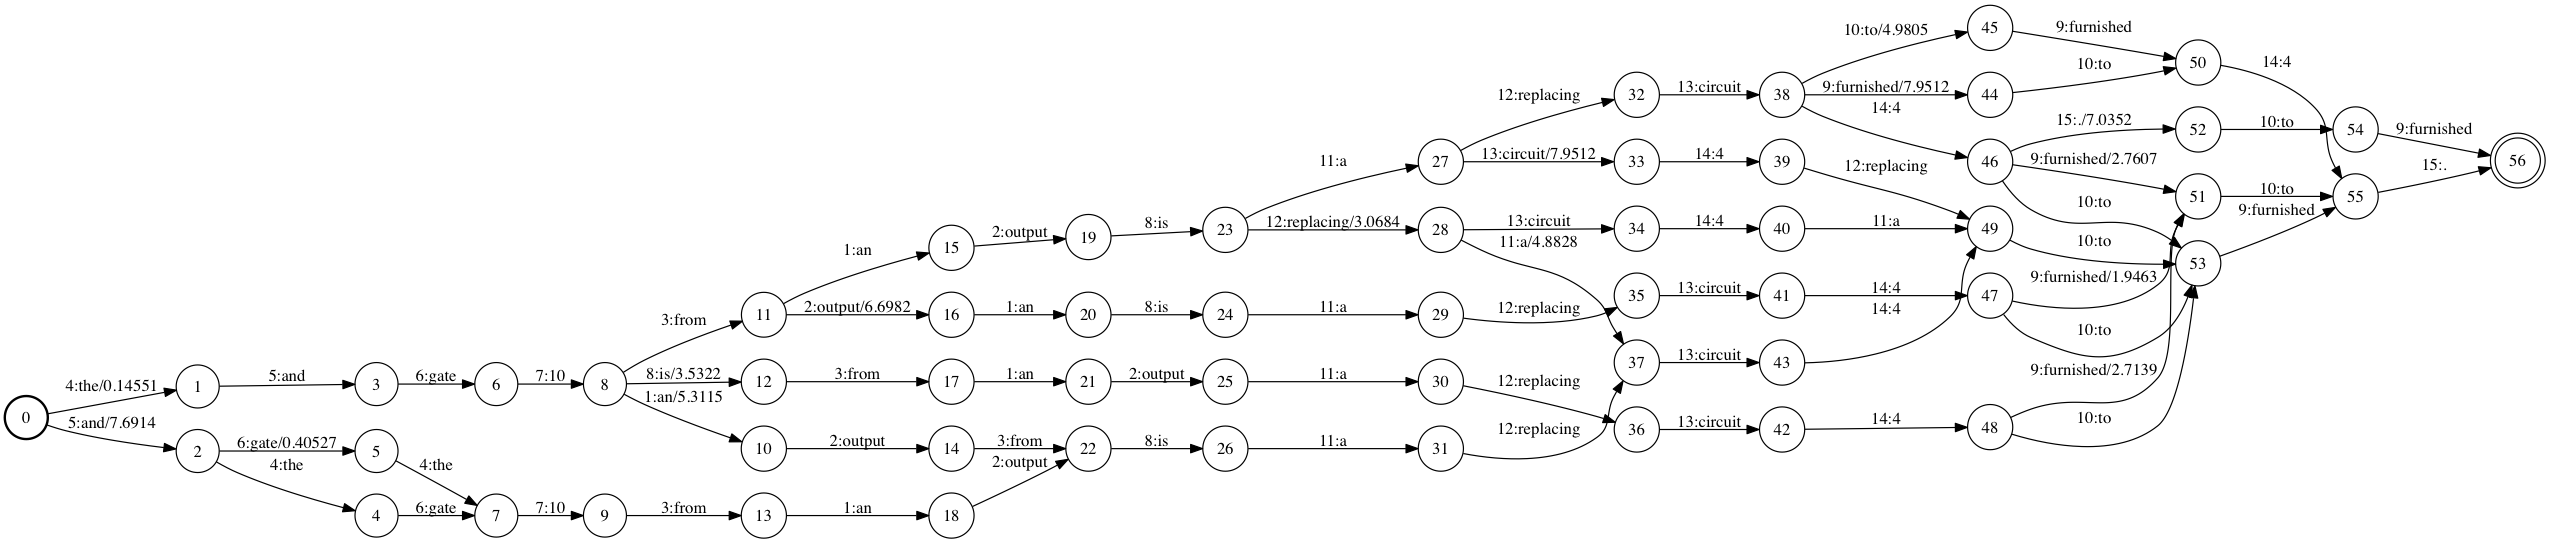 0
4:the/0.14551
5:and/7.6914
1
2
5:and
6:gate/0.40527
4:the
3
5
4
6:gate
4:the
6:gate
6
7
7:10
7:10
8
9
3:from
8:is/3.5322
1:an/5.3115
3:from
11
12
10
13
1:an
2:output/6.6982
3:from
2:output
1:an
15
16
17
14
18
2:output
1:an
1:an
3:from
2:output
19
20
21
22
8:is
8:is
2:output
8:is
23
24
25
26
11:a
12:replacing/3.0684
11:a
11:a
11:a
27
28
29
30
31
12:replacing
13:circuit/7.9512
13:circuit
11:a/4.8828
12:replacing
12:replacing
12:replacing
32
33
34
35
37
36
13:circuit
14:4
14:4
13:circuit
13:circuit
13:circuit
38
39
40
41
43
42
10:to/4.9805
9:furnished/7.9512
14:4
12:replacing
11:a
14:4
14:4
14:4
45
44
46
49
47
48
9:furnished
10:to
15:./7.0352
9:furnished/2.7607
10:to
10:to
9:furnished/1.9463
10:to
9:furnished/2.7139
10:to
50
52
51
53
14:4
10:to
10:to
9:furnished
54
55
9:furnished
15:.
56